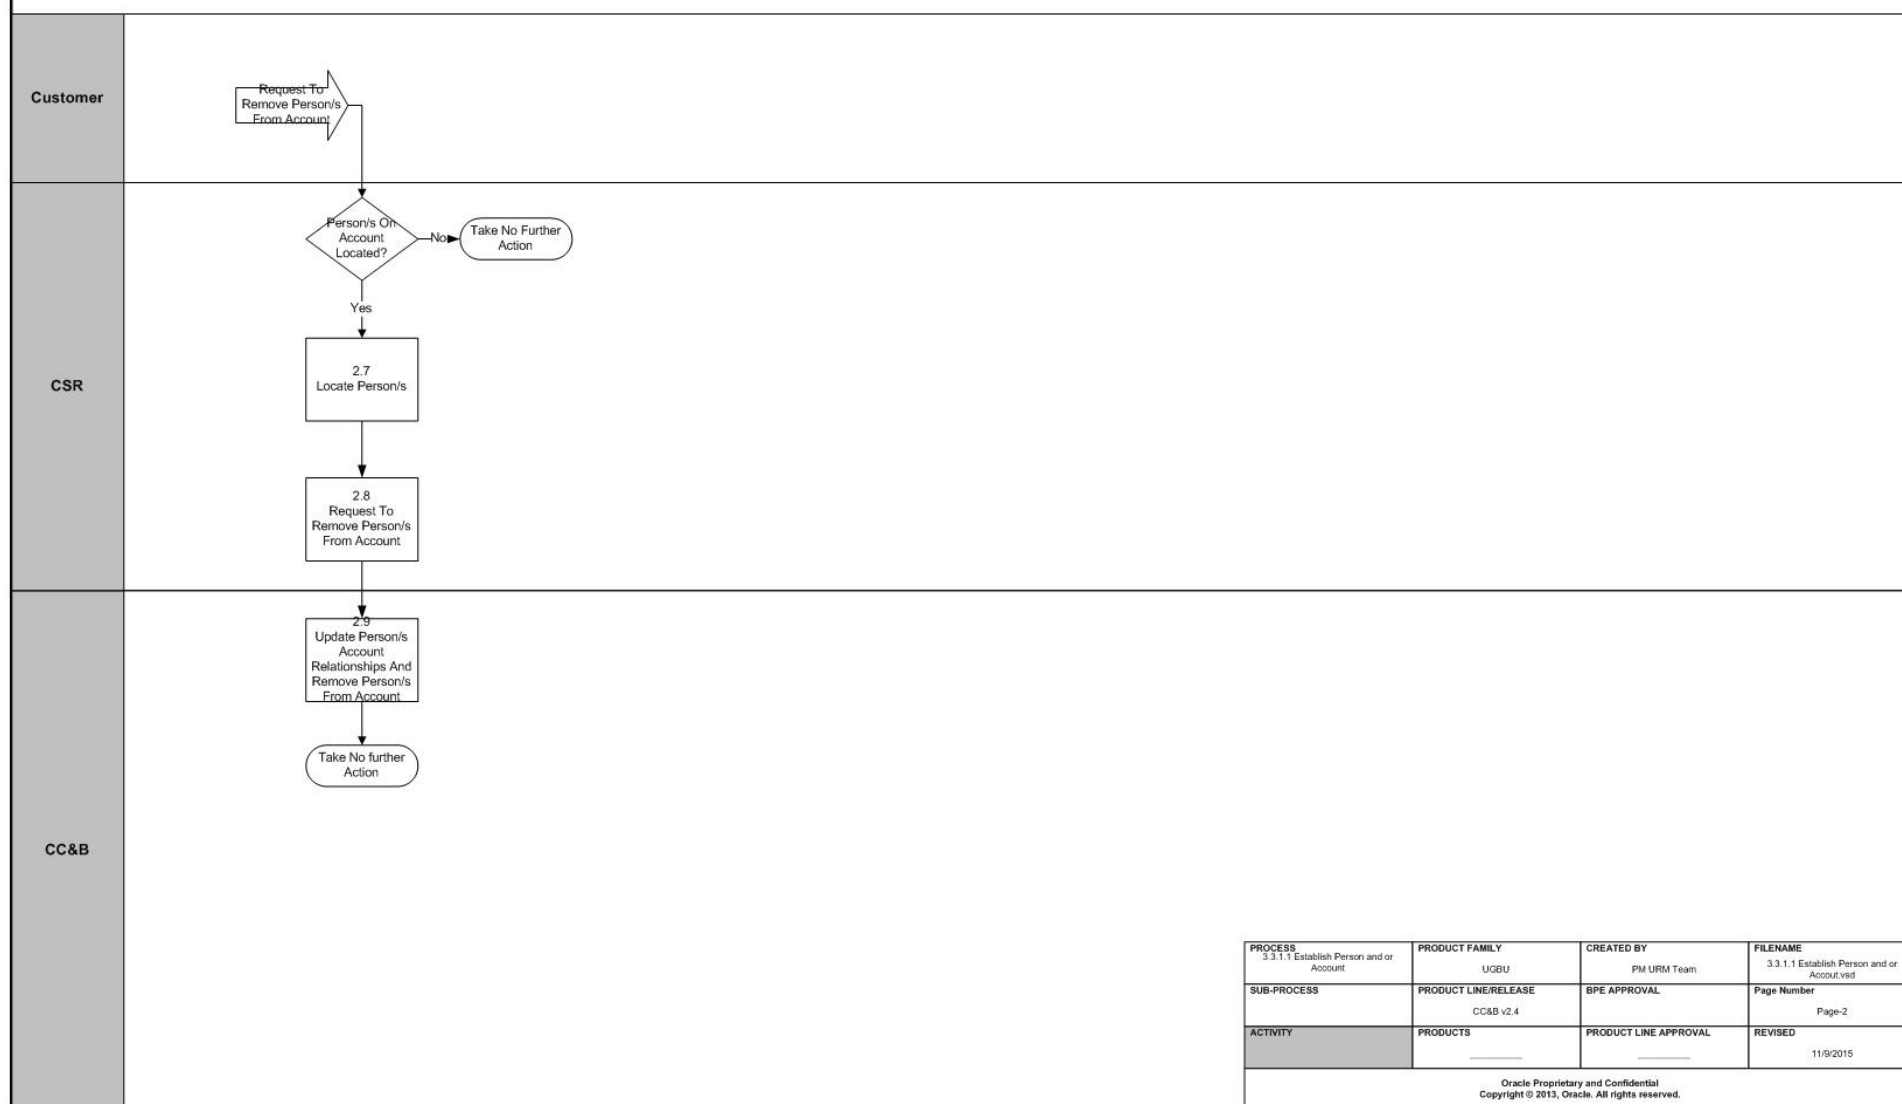 Customer
Request To
Remove Person/s
From Account
CSR
Person/s On
Account
Located?
No
Take No Further
Action
Yes
2.7
Locate Person/s
2.8
Request To
Remove Person/s
From Account
CC&B
2.9
Update Person/s
Account
Relationships And
Remove Person/s
From Account
Take No further
Action
PROCESS
3.3.1.1 Establish Person and or
Account
PRODUCT FAMILY
UGBU
CREATED BY
PM URM Team
FILENAME
3.3.1.1 Establish Person and or
Accout.vsd
SUB-PROCESS
PRODUCT LINE/RELEASE
CC&B v2.4
BPE APPROVAL
Page Number
Page-2
ACTIVITY
PRODUCTS
PRODUCT LINE APPROVAL
REVISED
11/9/2015
Oracle Proprietary and Confidential
Copyright © 2013, Oracle. All rights reserved.